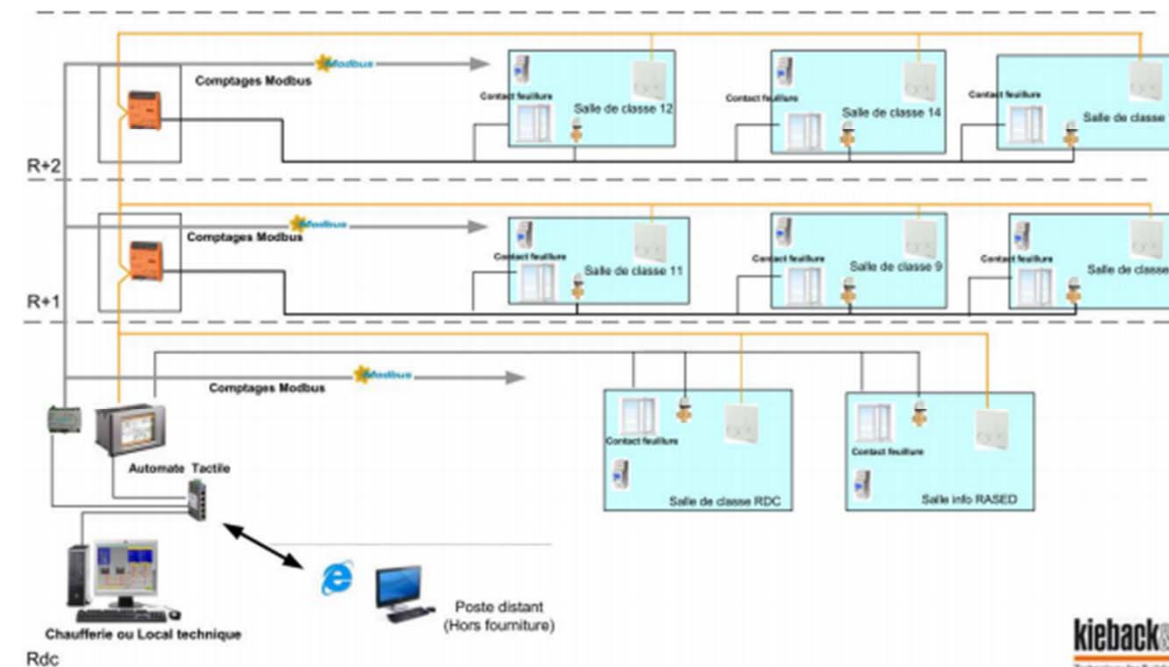 Modbus
Comptages Modbus
Contact feuillure
Salle de classe 12
Contact feuillure
Salle de classe 14
Contact feuillure
Salle de classe
R+2
Modbus
Comptages Modbus
Contact feuillure
Salle de classe 11
Contact feuillure
Salle de classe 9
Contact feuillure
Salle de classe
R+1
Modbus
Comptages Modbus
Contact feuillure
Salle de classe RDC
Contact feuillure
Salle info RASED
Automate Tactile
Poste distant
(Hors fourniture)
Chaufferie ou Local technique
Rdc
kieback&